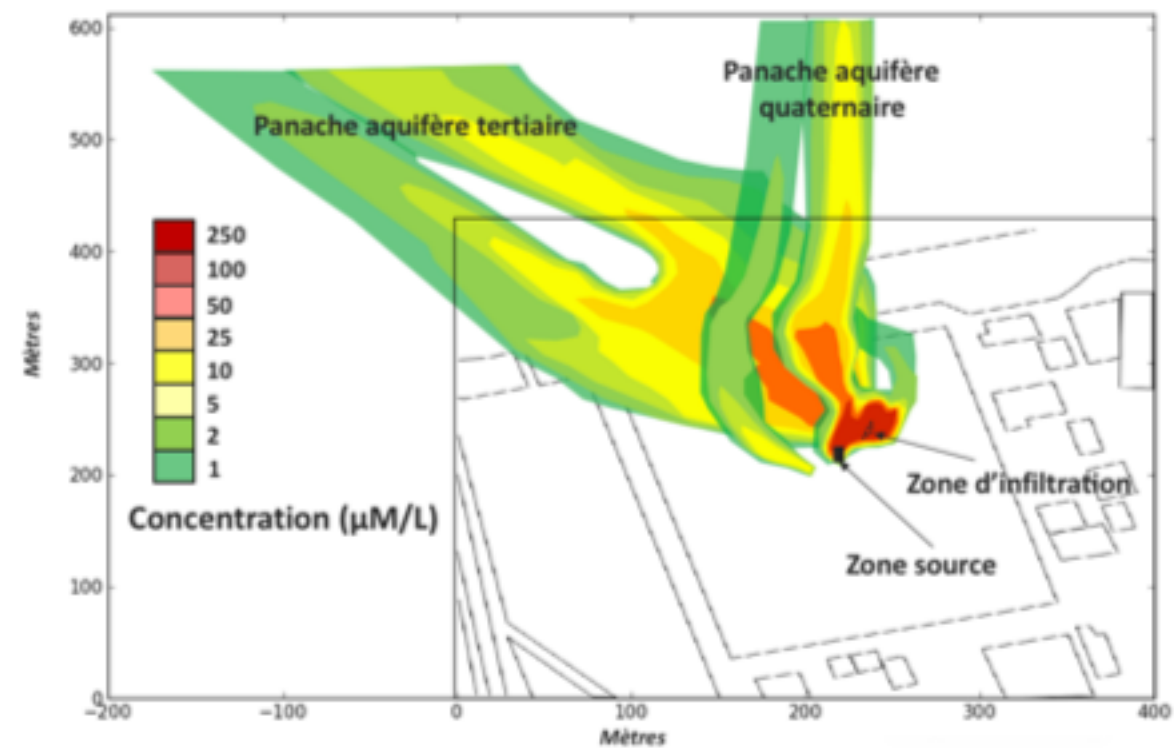 600
500
400
300
200
100
0
Mètres
Panache aquifère
quaternaire
Panache aquifère tertiaire
250
100
50
25
10
5
2
1
Concentration (µM/L)
Zone d'infiltration
Zone source
-200
-100
0
100
200
300
400
Mètres